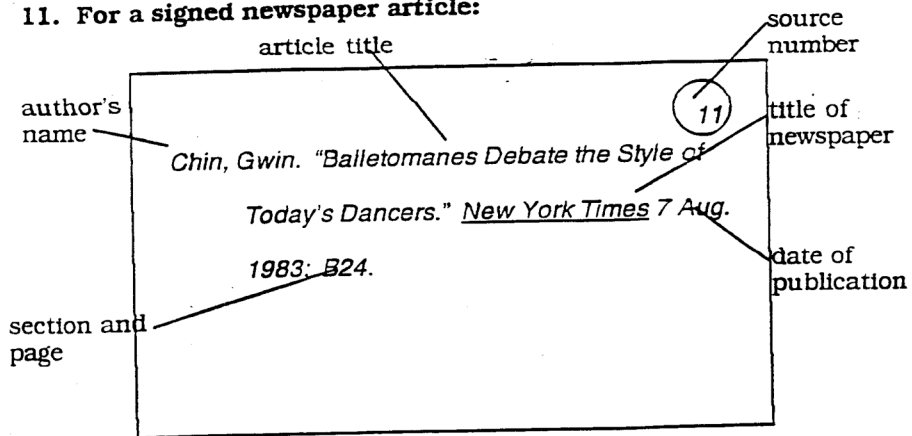 11. For a signed newspaper article:
article title
source
number
author's
name
11
title of
newspaper
Chin, Gwin. "Balletomanes Debate the Style of
Today's Dancers." New York Times 7 Aug.
1983: B24.
date of
publication
section and
page